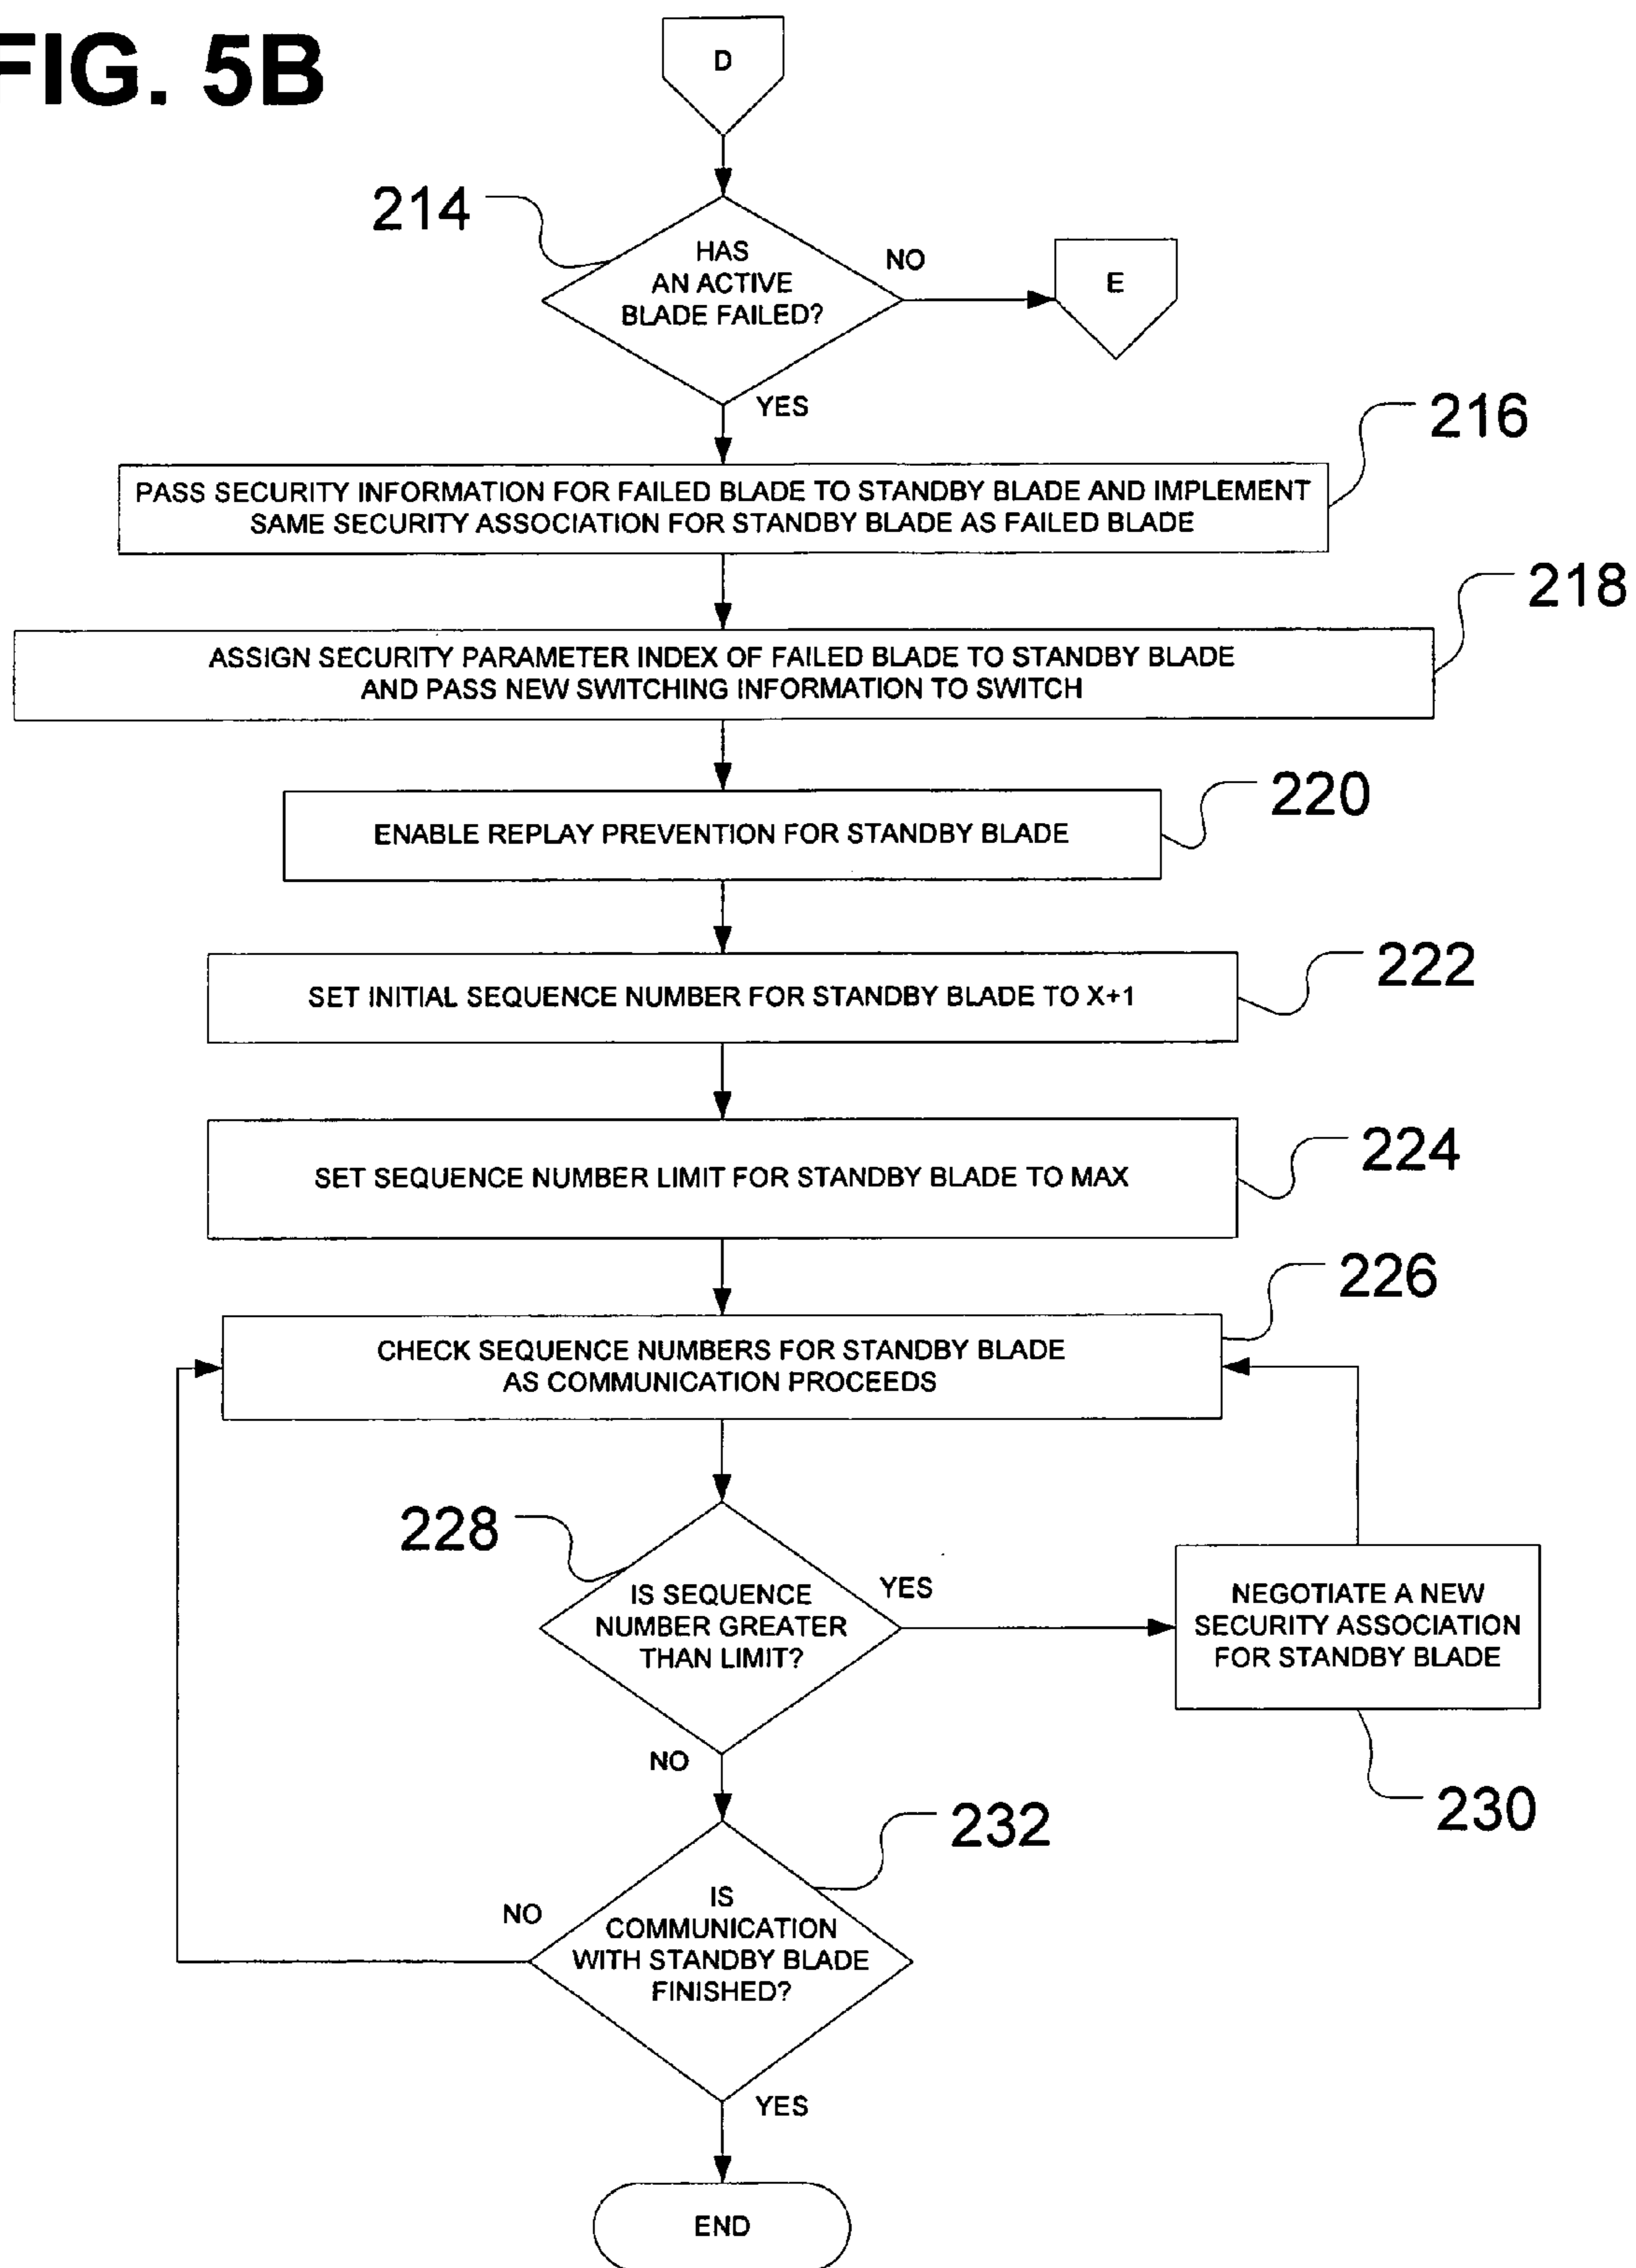 FIG. 5B
D
214
HAS
AN ACTIVE
BLADE FAILED?
NO
E
YES
216
PASS SECURITY INFORMATION FOR FAILED BLADE TO STANDBY BLADE AND IMPLEMENT
SAME SECURITY ASSOCIATION FOR STANDBY BLADE AS FAILED BLADE
218
ASSIGN SECURITY PARAMETER INDEX OF FAILED BLADE TO STANDBY BLADE
AND PASS NEW SWITCHING INFORMATION TO SWITCH
220
ENABLE REPLAY PREVENTION FOR STANDBY BLADE
222
SET INITIAL SEQUENCE NUMBER FOR STANDBY BLADE TO X+1
224
SET SEQUENCE NUMBER LIMIT FOR STANDBY BLADE TO MAX
226
CHECK SEQUENCE NUMBERS FOR STANDBY BLADE
AS COMMUNICATION PROCEEDS
228
IS SEQUENCE
NUMBER GREATER
THAN LIMIT?
YES
NEGOTIATE A NEW
SECURITY ASSOCIATION
FOR STANDBY BLADE
230
NO
232
IS
COMMUNICATION
WITH STANDBY BLADE
FINISHED?
NO
YES
END